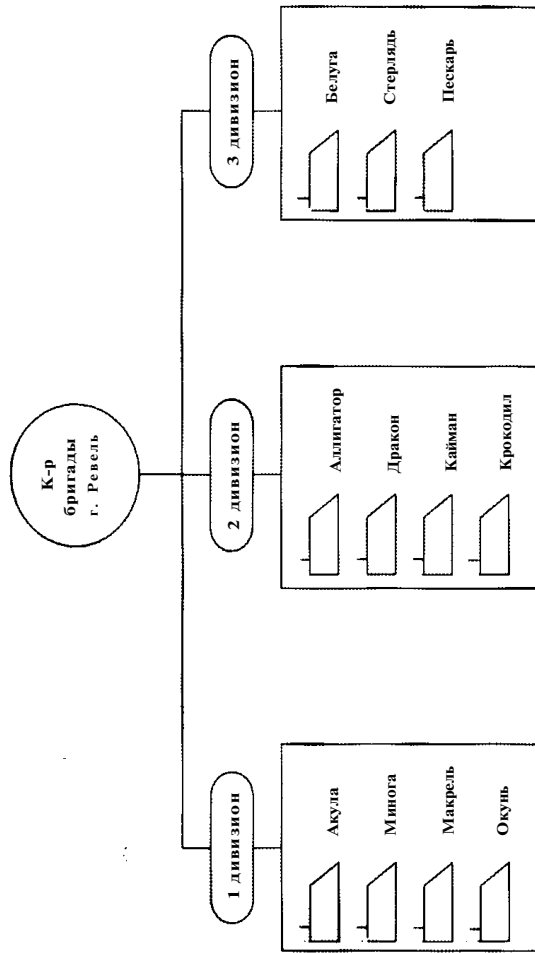 К-р
бригады
г. Ревель
1 дивизион
Акула
Минога
Макрель
Окунь
2 дивизион
Аллигатор
Дракон
Кайман
Крокодил
3 дивизион
Белуга
Стерлядь
Пескарь